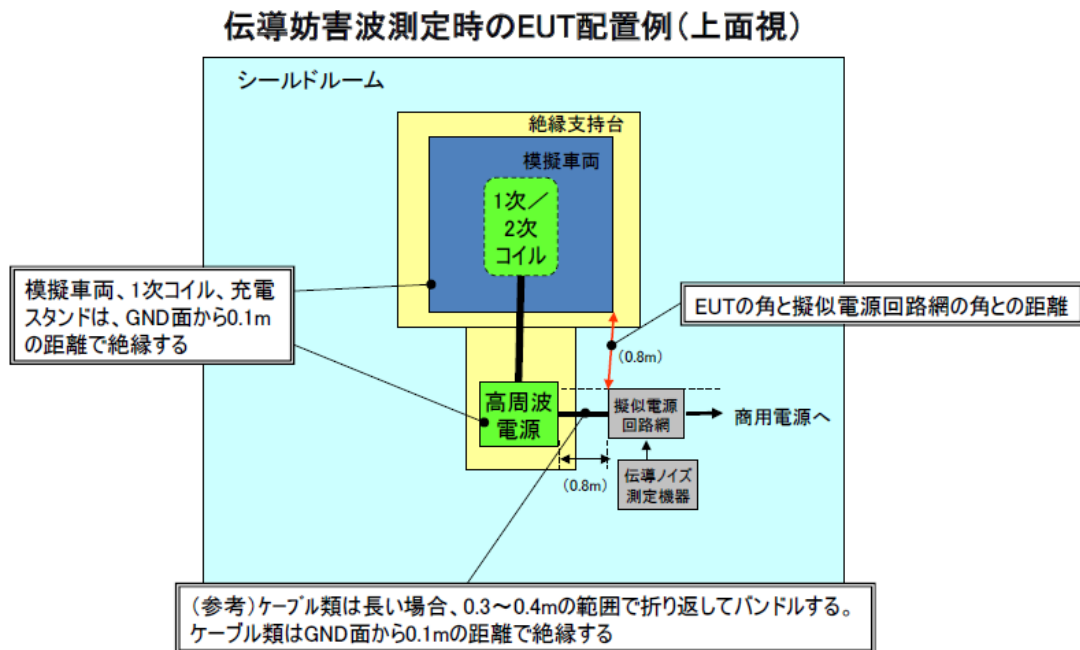 伝導妨害波測定時のEUT配置例(上面視)
シールドルーム
絶縁支持台
模擬車両
1次／
2次
コイル
模擬車両、1次コイル、充電
スタンドは、GND面から0.1m
の距離で絶縁する
EUTの角と擬似電源回路網の角との距離
(0.8m)
高周波
電源
擬似電源
回路網
商用電源へ
(0.8m)
伝導ノイズ
測定機器
(参考)ケーブル類は長い場合、0.3～0.4mの範囲で折り返してバンドルする。
ケーブル類はGND面から0.1mの距離で絶縁する